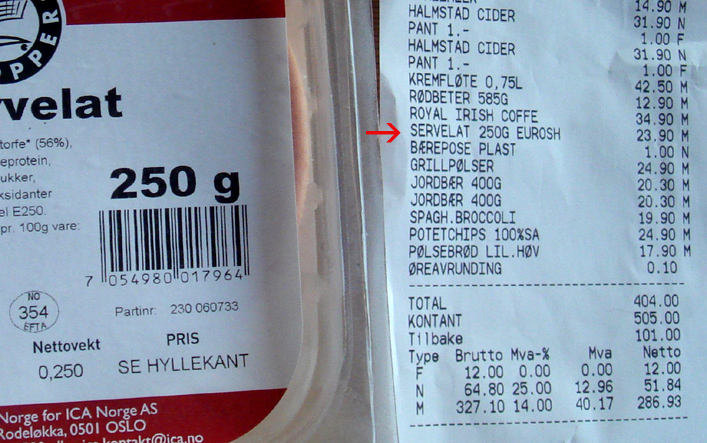 OPPER
rvelat
torfe* (56%),
eprotein,
ukker,
ksidanter
el E250.
pr. 100g vare:
250 g
7 054980 017964
NO
354
EFTA
Partinr: 230 060733
Nettovekt
0,250
PRIS
SE HYLLEKANT
Norge for ICA Norge AS
Rodeløkka, 0501 OSLO
kontakt@ica.no
14.90 M
HALMSTAD CIDER 31.90 N
PANT 1.- 1.00 F
HALMSTAD CIDER 31.90 N
PANT 1.- 1.00 F
KREMFLØTE 0,75L 42.50 M
RØDBETER 585G 12.90 M
ROYAL IRISH COFFE 34.90 M
SERVELAT 250G EUROSH 23.90 M
BÆREPOSE PLAST 1.00 N
GRILLPØLSER 24.90 M
JORDBÆR 400G 20.30 M
JORDBÆR 400G 20.30 M
SPAGH.BROCCOLI 19.90 M
POTETCHIPS 100%SA 24.90 M
PØLSEBRØD LIL.HØV 17.90 M
ØREAVRUNDING 0.10
TOTAL 404.00
KONTANT 505.00
Tilbake 101.00
Type Brutto Mva-% Mva Netto
F 12.00 0.00 0.00 12.00
N 64.80 25.00 12.96 51.84
M 327.10 14.00 40.17 286.93